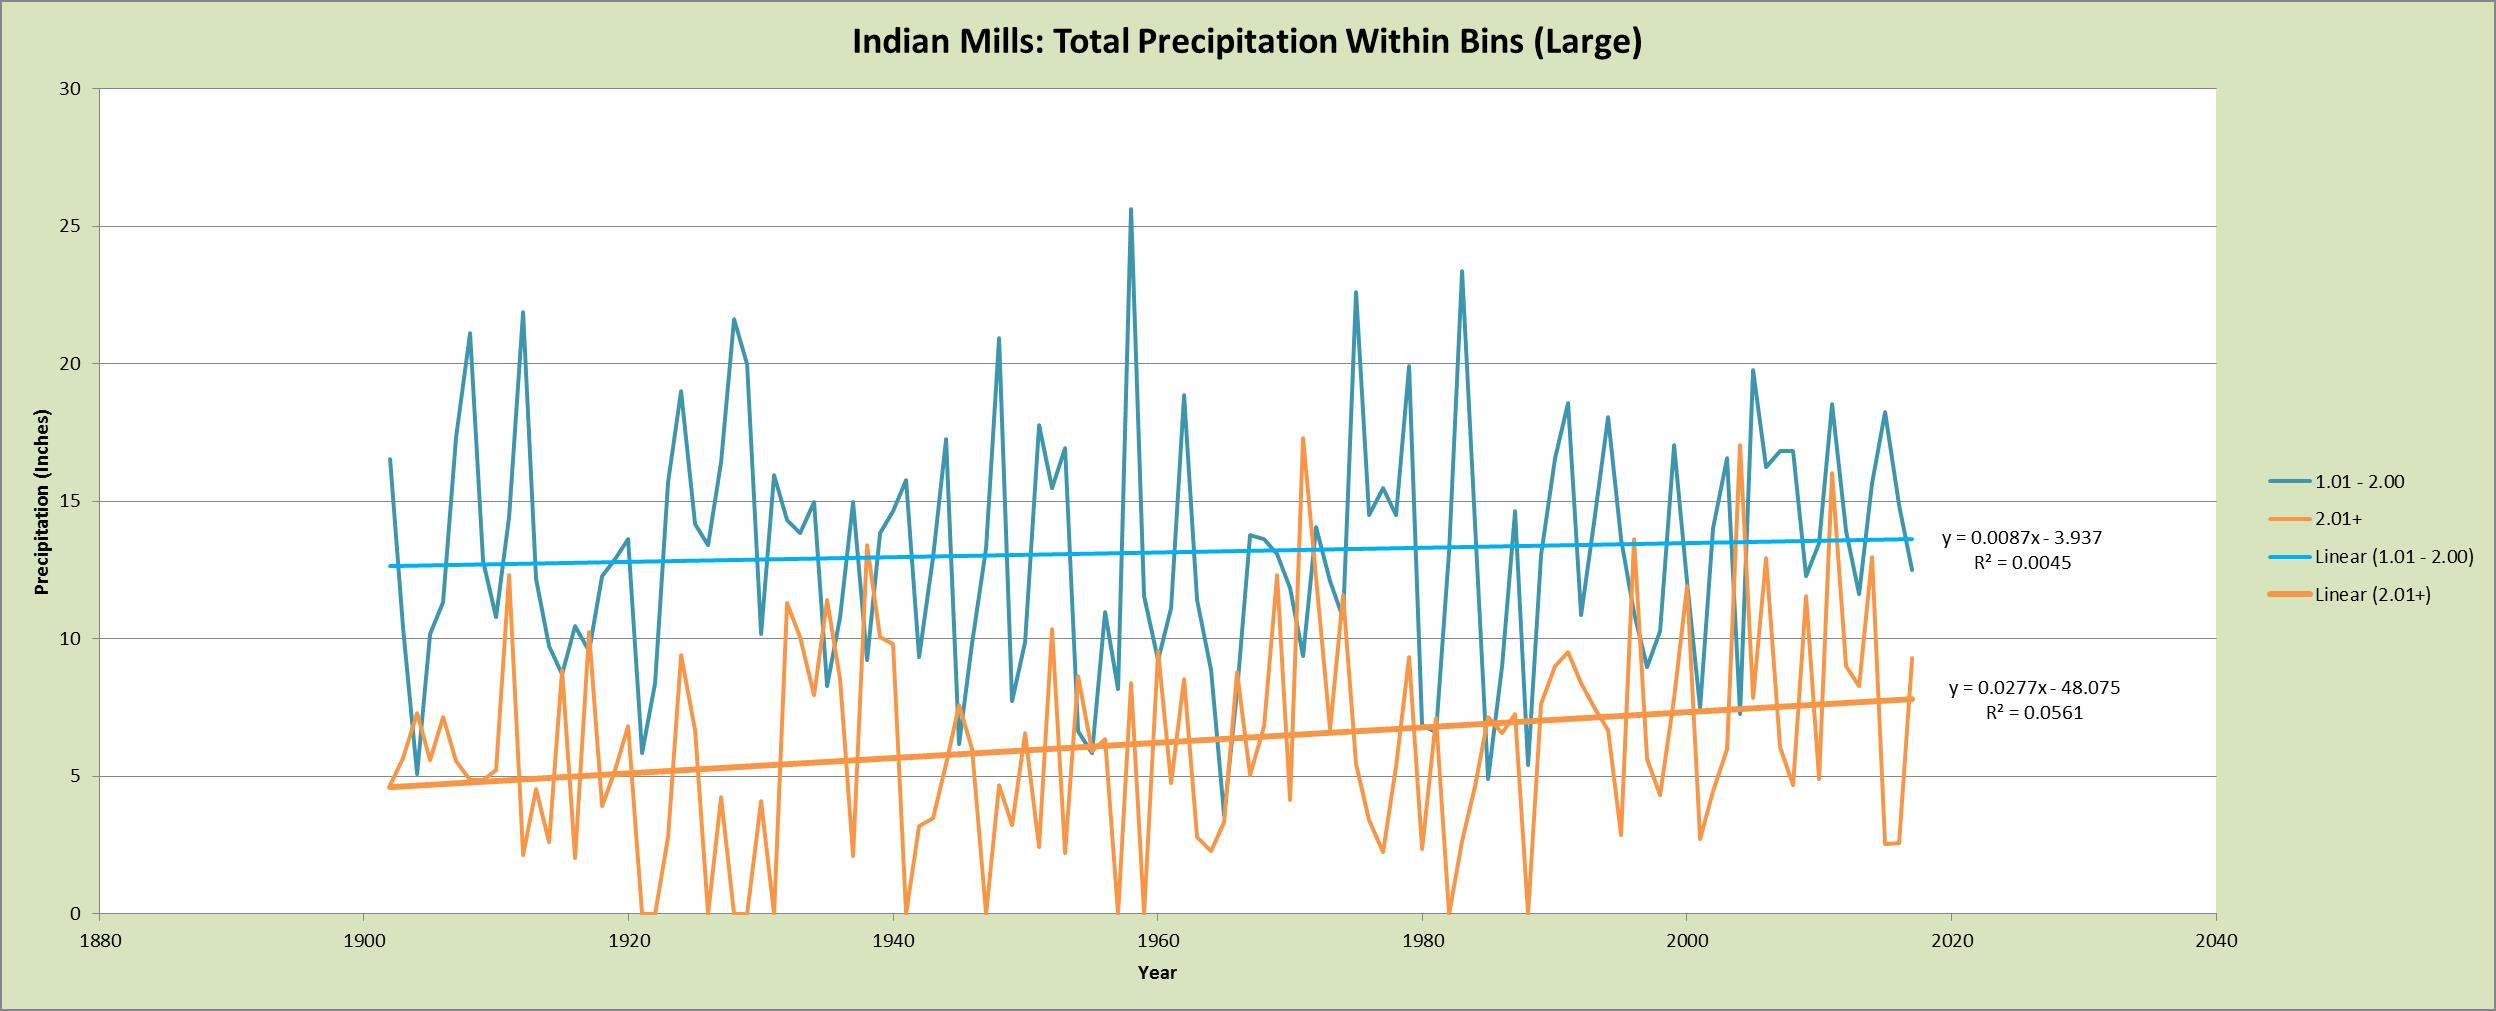 Indian Mills: Total Precipitation Within Bins (Large)
30
25
20
15
10
5
0
Precipitation (Inches)
1880 1900 1920 1940 1960 1980 2000 2020 2040
Year
y = 0.0087x - 3.937
R² = 0.0045
y = 0.0277x - 48.075
R² = 0.0561
1.01 - 2.00
2.01+
Linear (1.01 - 2.00)
Linear (2.01+)